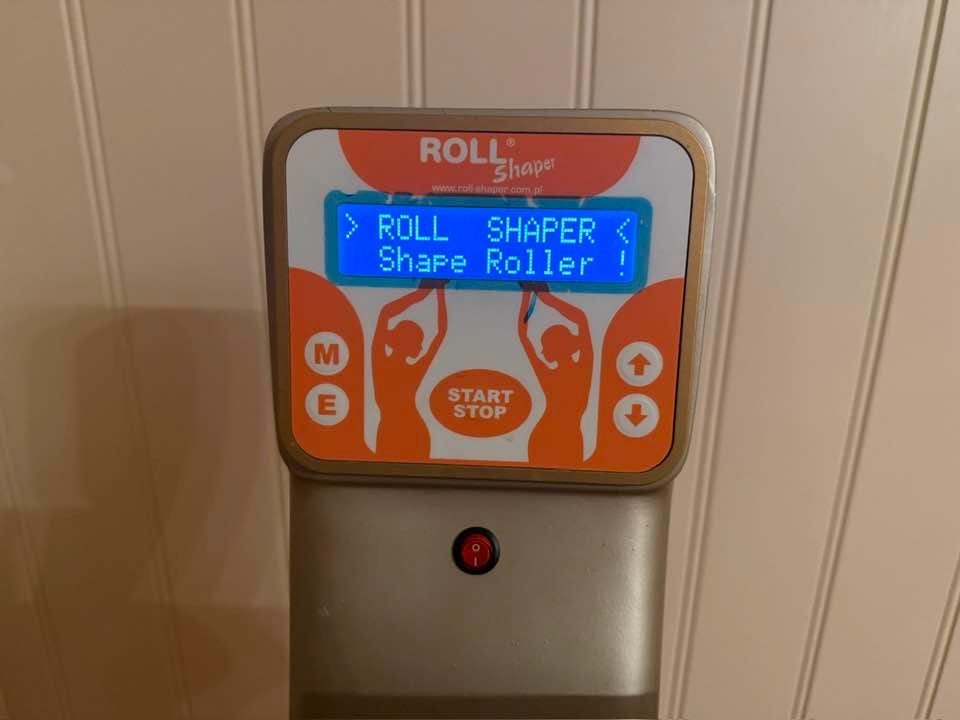 ROLL®
Shaper
www.roll-shaper.com.pl
> ROLL SHAPER <
Shape Roller !
M
E
START
STOP